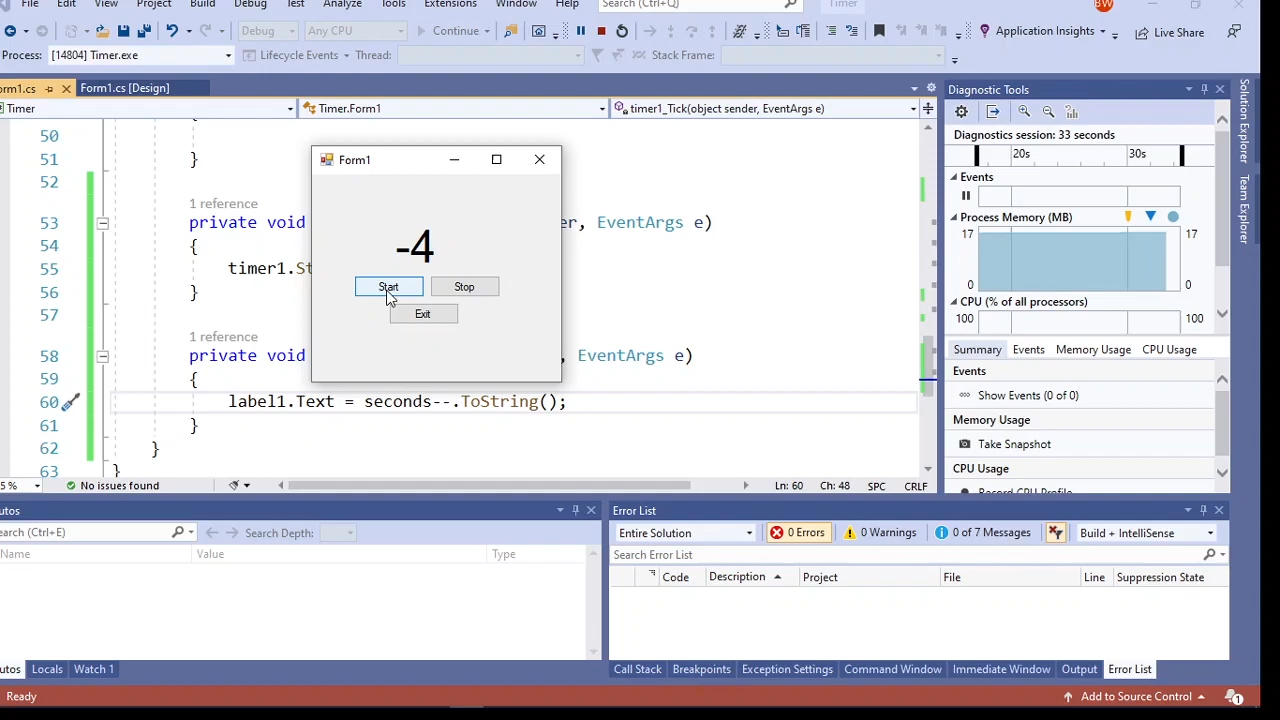 File Edit View Project Build Debug Test Analyze Tools Extensions Window Help Search (Ctrl+Q) Timer BW
Debug Any CPU Continue Application Insights Live Share
Process: [14804] Timer.exe Lifecycle Events Thread: Stack Frame:
orm1.cs Form1.cs [Design]
Timer Timer.Form1 timer1_Tick(object sender, EventArgs e)
50
51 }
52
1 reference
53 private void er, EventArgs e)
54 {
55 timer1.St
56 }
57
1 reference
58 private void , EventArgs e)
59 {
60 label1.Text = seconds--.ToString();
61 }
62 }
63 }
Form1
-4
Start Stop
Exit
5 % No issues found Ln: 60 Ch: 48 SPC CRLF
Diagnostic Tools
Diagnostics session: 33 seconds
20s 30s
Events
Process Memory (MB)
17 17
0 0
CPU (% of all processors)
100 100
Summary Events Memory Usage CPU Usage
Events
Show Events (0 of 0)
Memory Usage
Take Snapshot
CPU Usage
Record CPU Profile
Solution Explorer
Team Explorer
utos
earch (Ctrl+E) Search Depth:
Name Value Type
utos Locals Watch 1
Error List
Entire Solution 0 Errors 0 Warnings 0 of 7 Messages Build + IntelliSense
Search Error List
Code Description Project File Line Suppression State
Call Stack Breakpoints Exception Settings Command Window Immediate Window Output Error List
Ready Add to Source Control 1